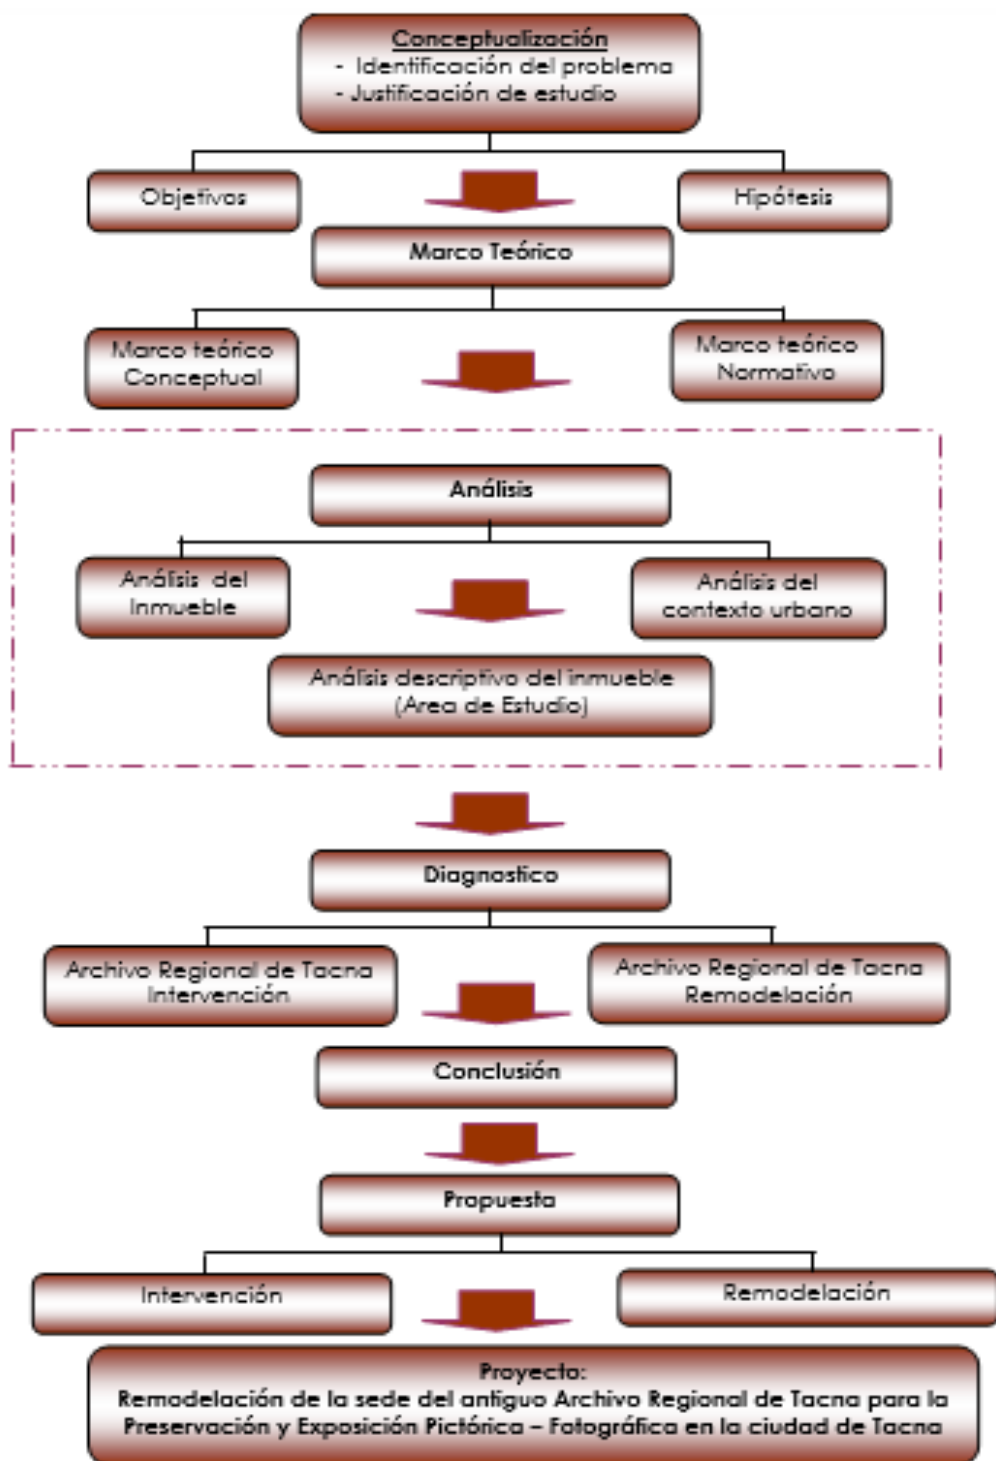 Conceptualización
- Identificación del problema
- Justificación de estudio
Objetivos
Hipótesis
Marco Teórico
Marco teórico
Conceptual
Marco teórico
Normativo
Análisis
Análisis del
Inmueble
Análisis del
contexto urbano
Análisis descriptivo del inmueble
(Area de Estudio)
Diagnostico
Archivo Regional de Tacna
Intervención
Archivo Regional de Tacna
Remodelación
Conclusión
Propuesta
Intervención
Remodelación
Proyecto:
Remodelación de la sede del antiguo Archivo Regional de Tacna para la
Preservación y Exposición Pictórica – Fotográfica en la ciudad de Tacna